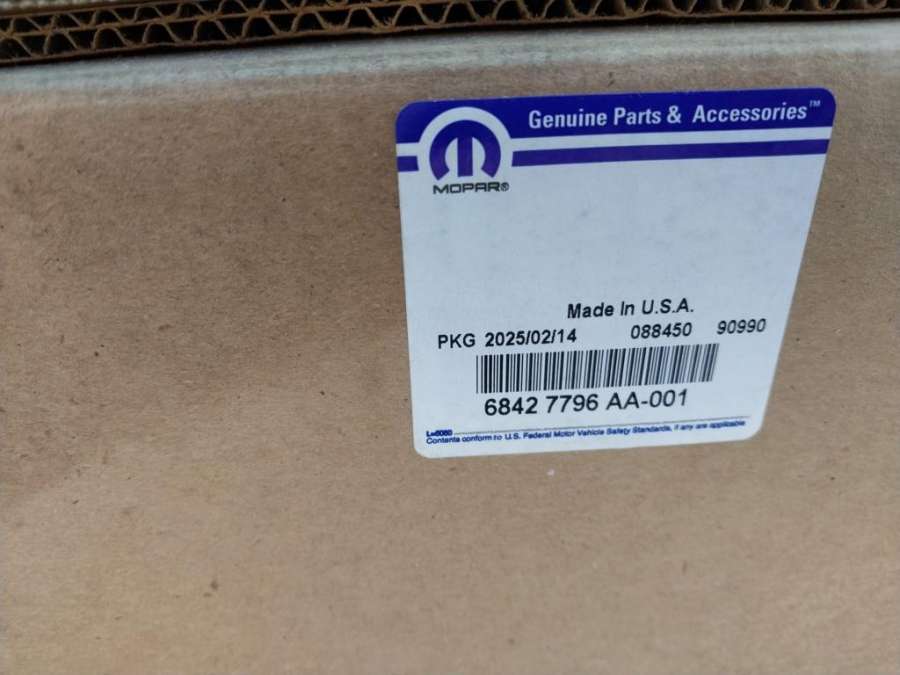 Genuine Parts & Accessories™
MOPAR®
Made In U.S.A.
PKG 2025/02/14 088450 90990
6842 7796 AA-001
L=6060
Contents conform to U.S. Federal Motor Vehicle Safety Standards, if any are applicable